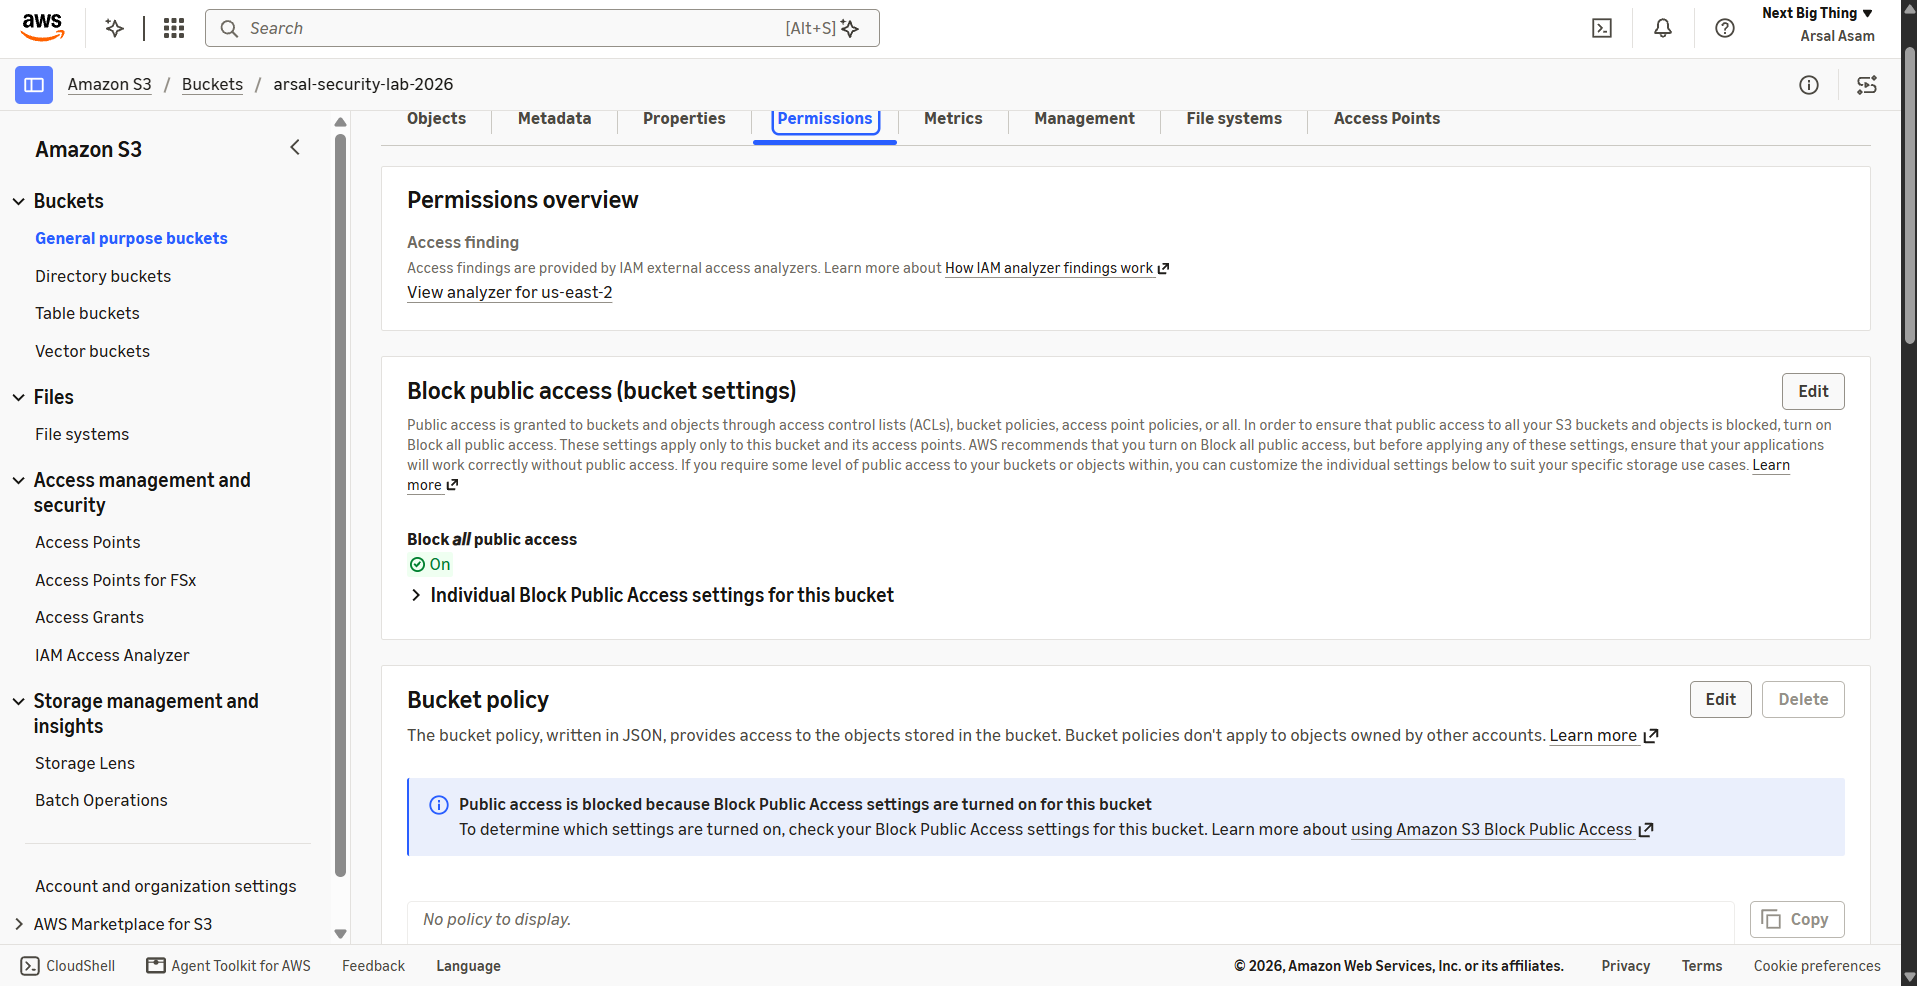 aws
Search
[Alt+S]
Next Big Thing
Arsal Asam
Amazon S3 / Buckets / arsal-security-lab-2026
Amazon S3
Buckets
General purpose buckets
Directory buckets
Table buckets
Vector buckets
Files
File systems
Access management and
security
Access Points
Access Points for FSx
Access Grants
IAM Access Analyzer
Storage management and
insights
Storage Lens
Batch Operations
Account and organization settings
AWS Marketplace for S3
Objects
Metadata
Properties
Permissions
Metrics
Management
File systems
Access Points
Permissions overview
Access finding
Access findings are provided by IAM external access analyzers. Learn more about How IAM analyzer findings work
View analyzer for us-east-2
Block public access (bucket settings)
Edit
Public access is granted to buckets and objects through access control lists (ACLs), bucket policies, access point policies, or all. In order to ensure that public access to all your S3 buckets and objects is blocked, turn on
Block all public access. These settings apply only to this bucket and its access points. AWS recommends that you turn on Block all public access, but before applying any of these settings, ensure that your applications
will work correctly without public access. If you require some level of public access to your buckets or objects within, you can customize the individual settings below to suit your specific storage use cases. Learn
more
Block all public access
On
Individual Block Public Access settings for this bucket
Bucket policy
Edit
Delete
The bucket policy, written in JSON, provides access to the objects stored in the bucket. Bucket policies don't apply to objects owned by other accounts. Learn more
Public access is blocked because Block Public Access settings are turned on for this bucket
To determine which settings are turned on, check your Block Public Access settings for this bucket. Learn more about using Amazon S3 Block Public Access
No policy to display.
Copy
CloudShell
Agent Toolkit for AWS
Feedback
Language
© 2026, Amazon Web Services, Inc. or its affiliates.
Privacy
Terms
Cookie preferences